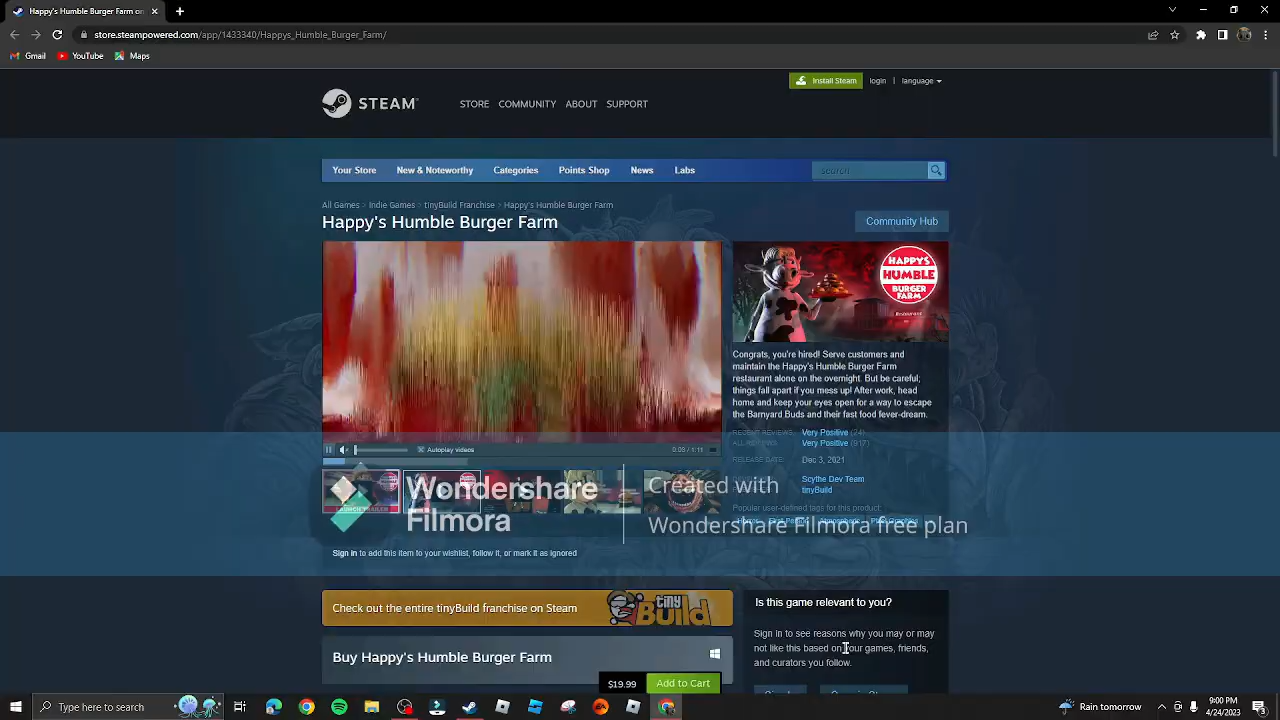 Happy's Humble Burger Farm on
store.steampowered.com/app/1433340/Happys_Humble_Burger_Farm/
Gmail YouTube Maps
Install Steam login | language
STEAM STORE COMMUNITY ABOUT SUPPORT
Your Store New & Noteworthy Categories Points Shop News Labs search
All Games > Indie Games > tinyBuild Franchise > Happy's Humble Burger Farm
Happy's Humble Burger Farm
Community Hub
HAPPYS
HUMBLE
BURGER
FARM
Restaurant
Congrats, you're hired! Serve customers and
maintain the Happy's Humble Burger Farm
restaurant alone on the overnight. But be careful;
things fall apart if you mess up! After work, head
home and keep your eyes open for a way to escape
the Barnyard Buds and their fast food fever-dream.
RECENT REVIEWS: Very Positive (24)
ALL REVIEWS: Very Positive (917)
RELEASE DATE: Dec 3, 2021
Scythe Dev Team
tinyBuild
Popular user-defined tags for this product:
Autoplay videos
LAUNCH TRAILER
Wondershare
Filmora
Created with
Wondershare Filmora free plan
Sign in to add this item to your wishlist, follow it, or mark it as ignored
Check out the entire tinyBuild franchise on Steam
tiny
Build
Is this game relevant to you?
Sign in to see reasons why you may or may
not like this based on your games, friends,
and curators you follow.
Buy Happy's Humble Burger Farm
$19.99 Add to Cart
Type here to search
Rain tomorrow
9:00 PM
4/24/2023